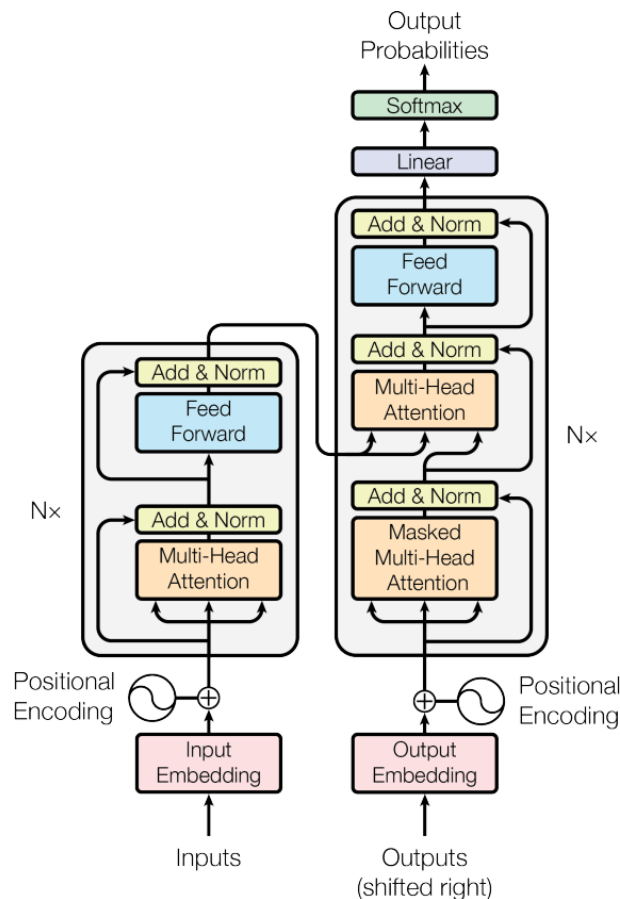 Output
Probabilities
Softmax
Linear
Add & Norm
Feed
Forward
Add & Norm
Multi-Head
Attention
Add & Norm
Masked
Multi-Head
Attention
Nx
Add & Norm
Feed
Forward
Add & Norm
Multi-Head
Attention
Nx
Positional
Encoding
Positional
Encoding
Input
Embedding
Output
Embedding
Inputs
Outputs
(shifted right)